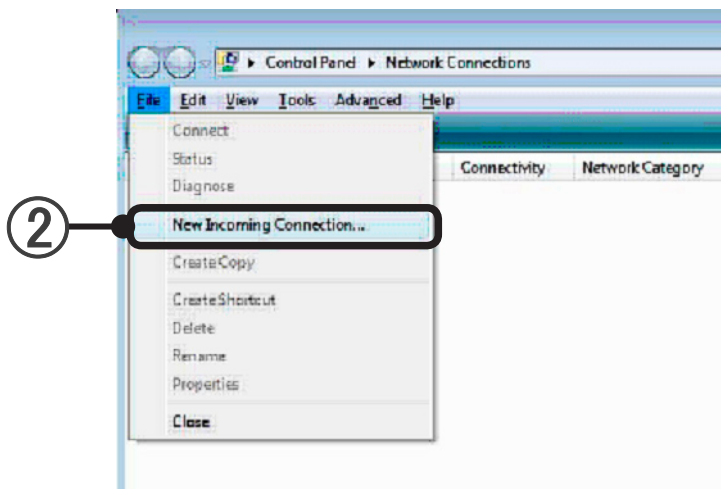 Control Panel ▸ Network Connections
File Edit View Tools Advanced Help
Connect
Status
Diagnose
Connectivity Network Category
② New Incoming Connection...
Create Copy
Create Shortcut
Delete
Rename
Properties
Close